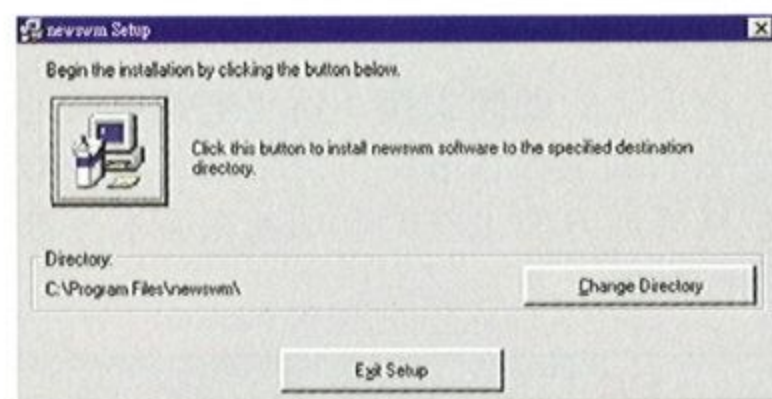 newswm Setup
Begin the installation by clicking the button below.
Click this button to install newswm software to the specified destination
directory.
Directory:
C:\Program Files\newswm\
Change Directory
Exit Setup